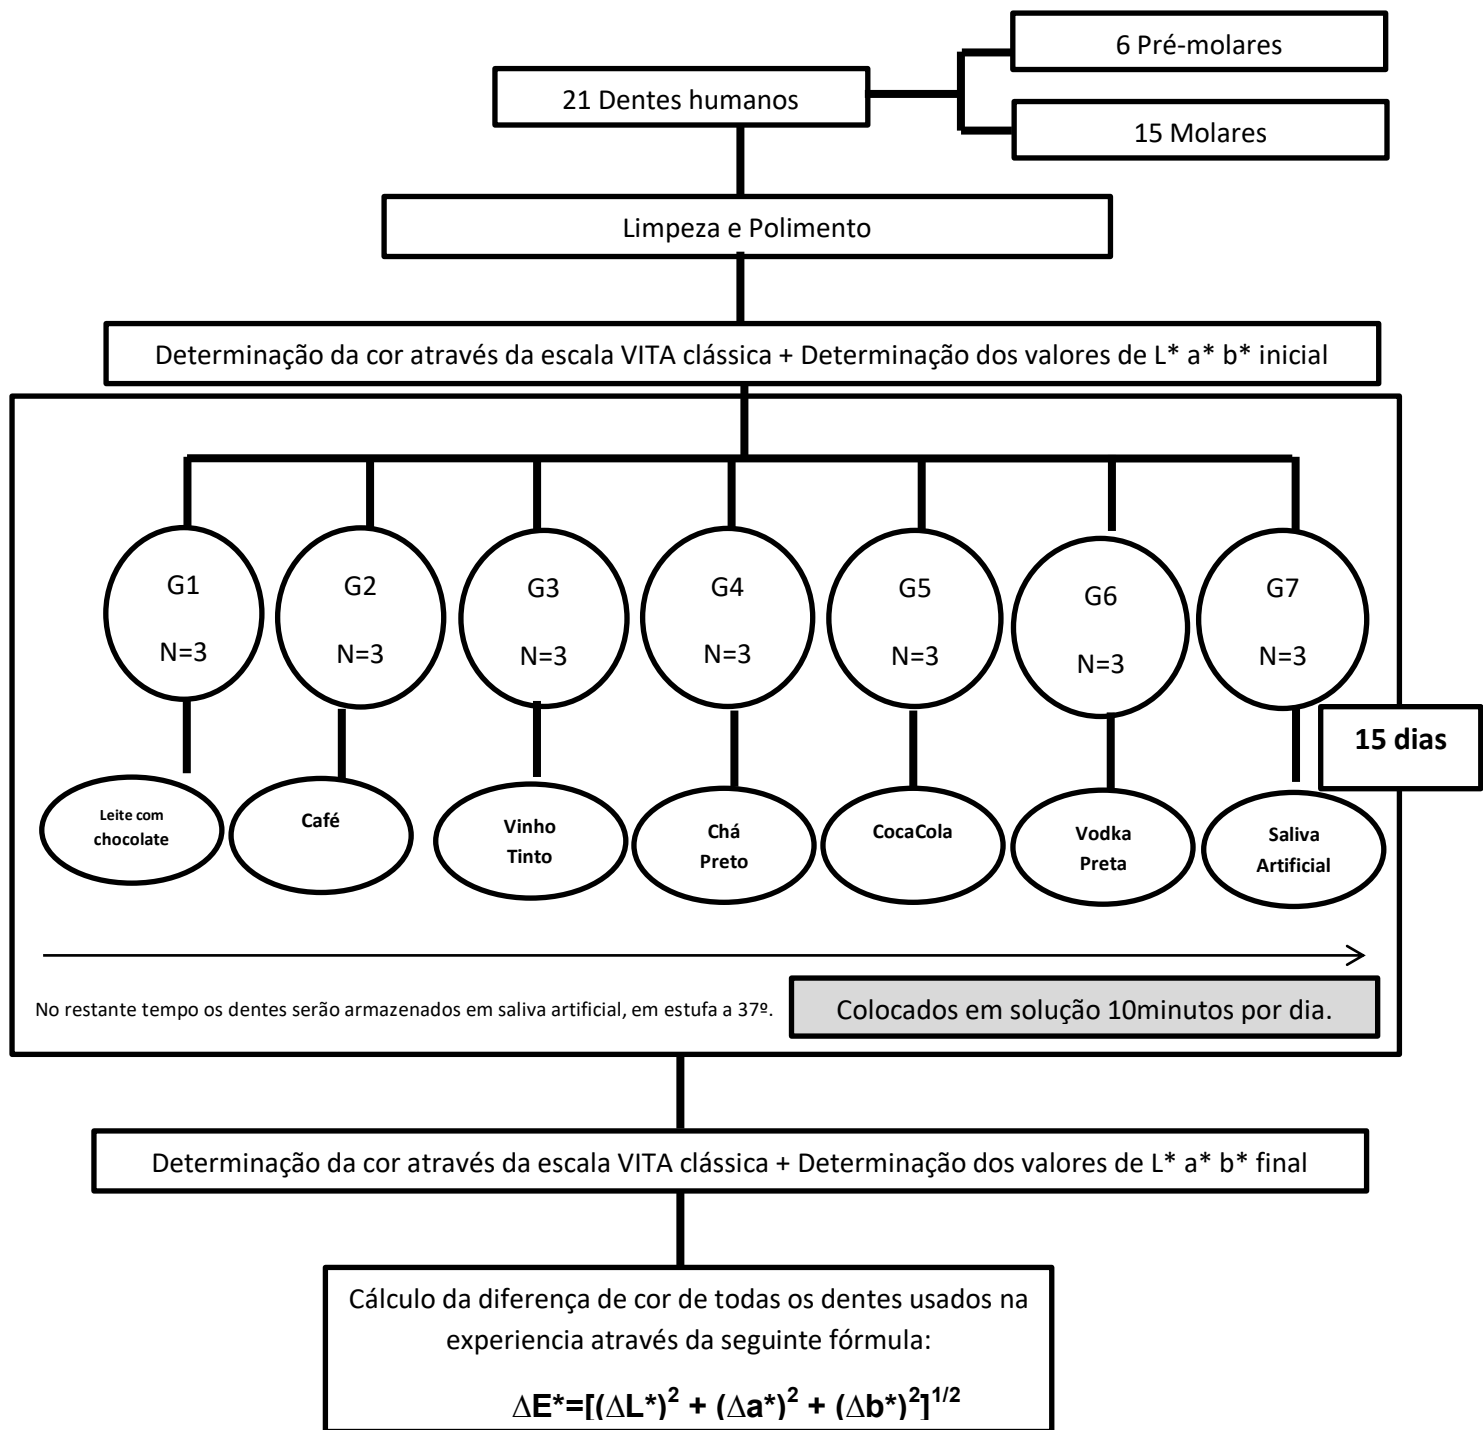 6 Pré-molares
21 Dentes humanos
15 Molares
Limpeza e Polimento
Determinação da cor através da escala VITA clássica + Determinação dos valores de L* a* b* inicial
G1
N=3
G2
N=3
G3
N=3
G4
N=3
G5
N=3
G6
N=3
G7
N=3
15 dias
Leite com
chocolate
Café
Vinho
Tinto
Chá
Preto
CocaCola
Vodka
Preta
Saliva
Artificial
No restante tempo os dentes serão armazenados em saliva artificial, em estufa a 37º.
Colocados em solução 10minutos por dia.
Determinação da cor através da escala VITA clássica + Determinação dos valores de L* a* b* final
Cálculo da diferença de cor de todas os dentes usados na
experiencia através da seguinte fórmula:
∆E*=[(∆L*)² + (∆a*)² + (∆b*)²]¹/²